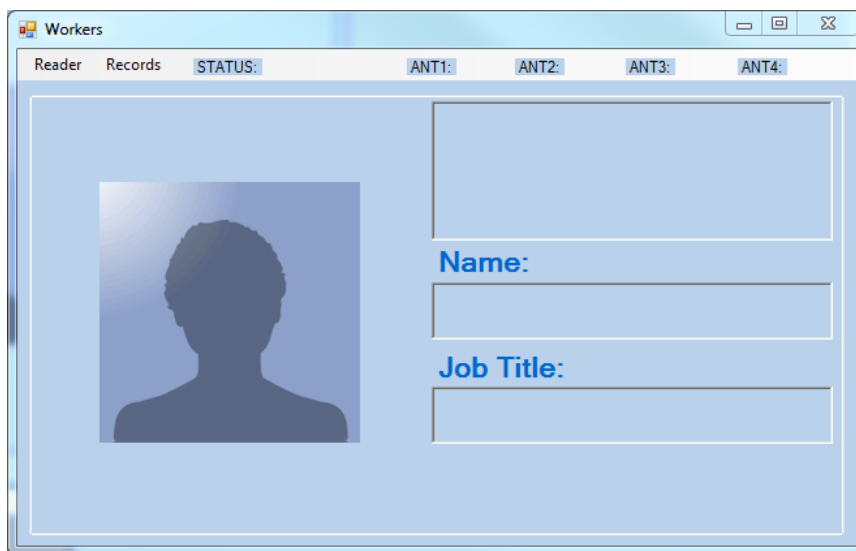 Workers
Reader Records STATUS: ANT1: ANT2: ANT3: ANT4:
Name:
Job Title: